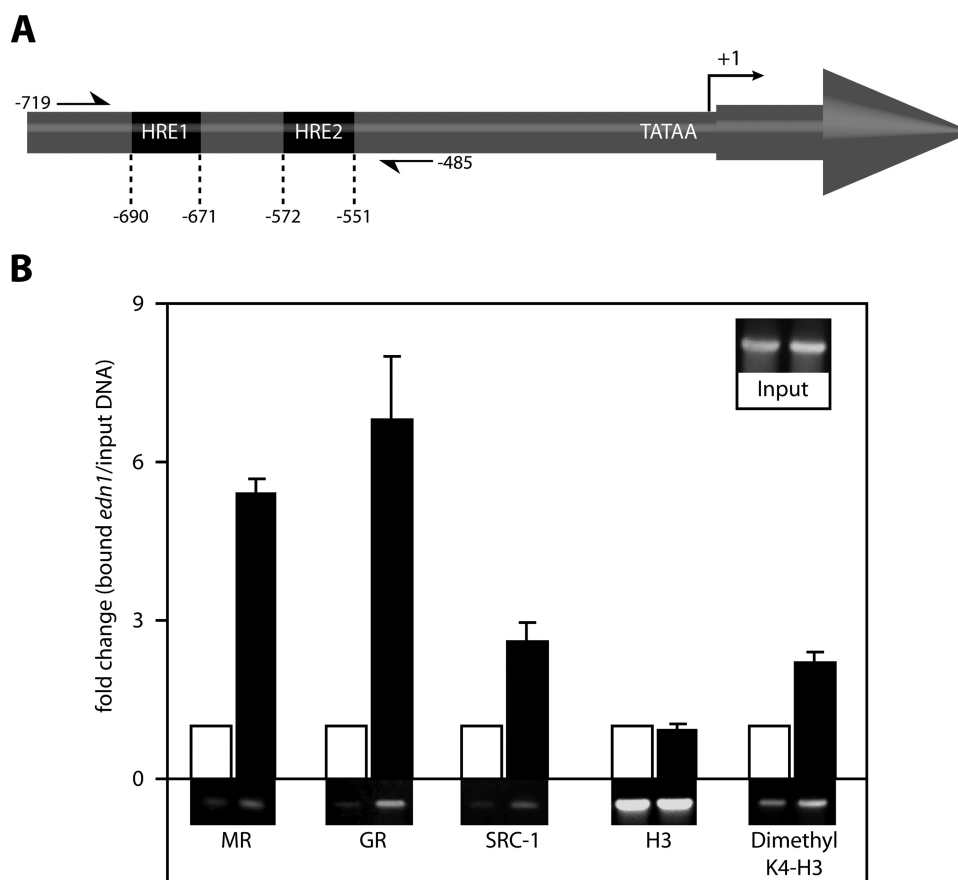 A
+1
-719
HRE1 HRE2 TATAA
-485
-690 -671 -572 -551
B
fold change (bound edn1/input DNA)
9
6
3
0
Input
MR GR SRC-1 H3 Dimethyl
K4-H3